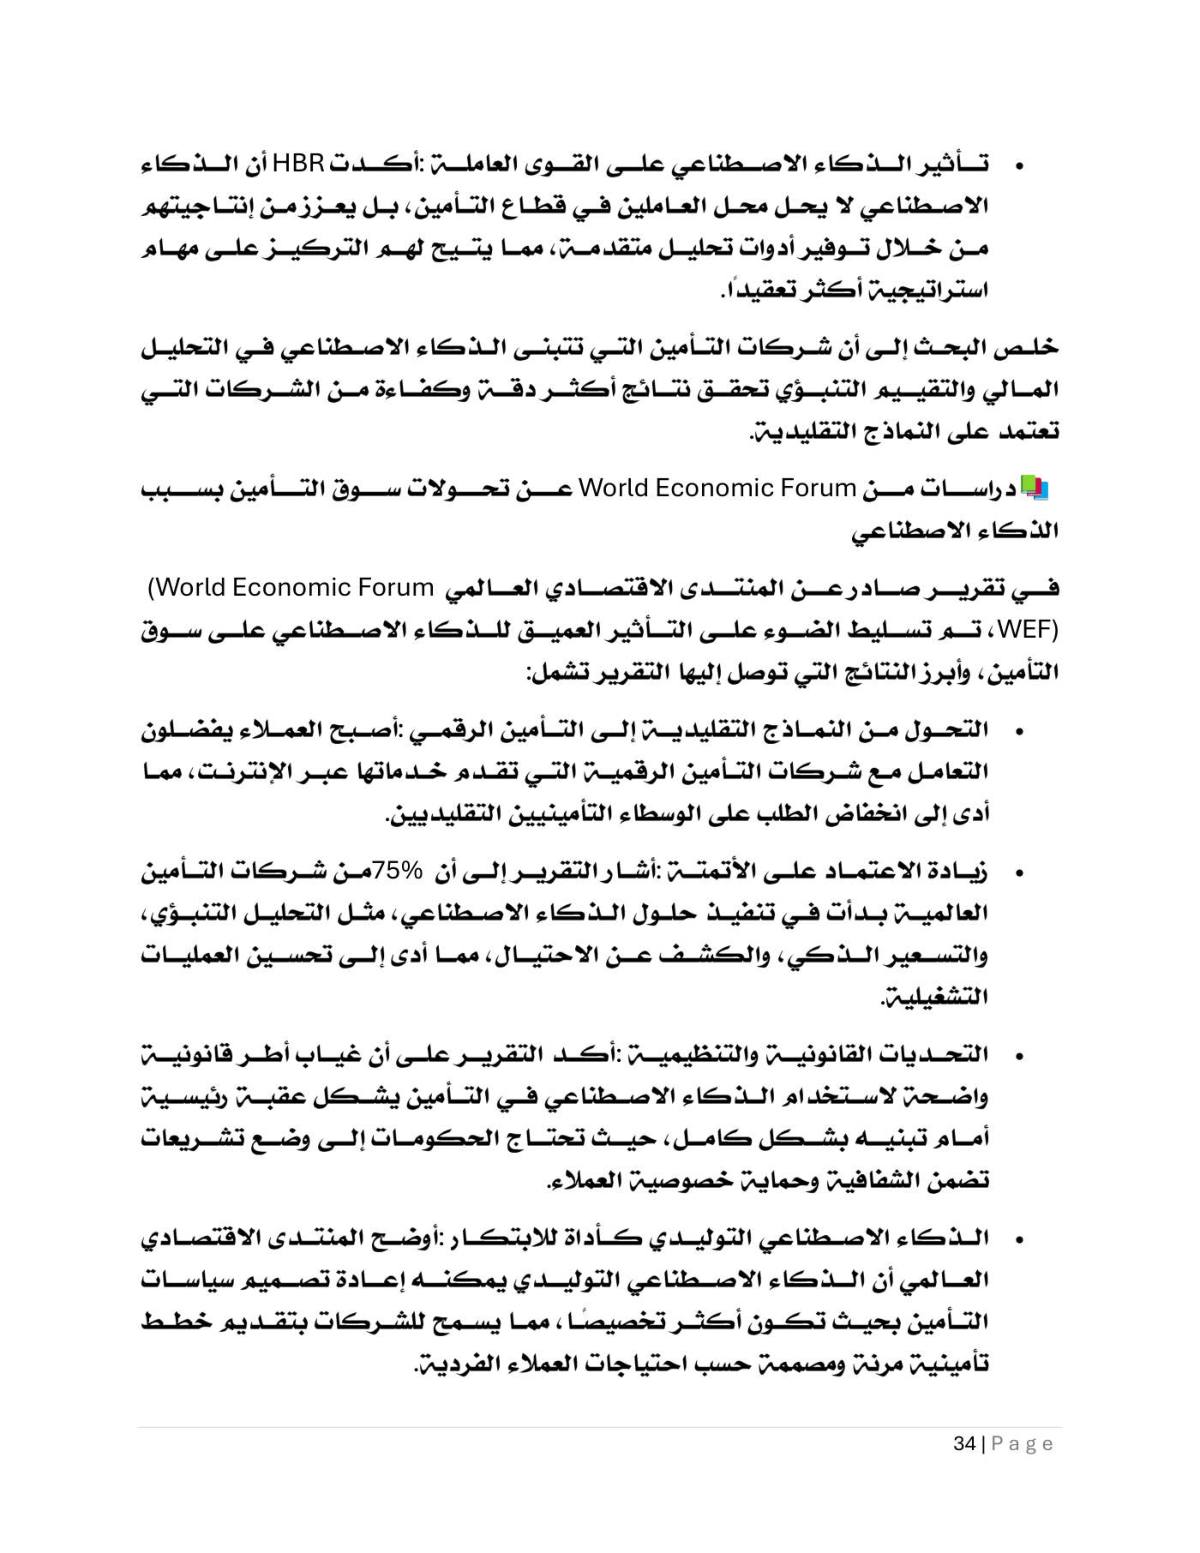 • تأثير الذكاء الاصطناعي على القوى العاملة :أكدت HBR أن الذكاء
الاصطناعي لا يحل محل العاملين في قطاع التأمين، بل يعزز من إنتاجيتهم
من خلال توفير أدوات تحليل متقدمة، مما يتيح لهم التركيز على مهام
استراتيجية أكثر تعقيدًا.
خلص البحث إلى أن شركات التأمين التي تتبنى الذكاء الاصطناعي في التحليل
المالي والتقييم التنبؤي تحقق نتائج أكثر دقة وكفاءة من الشركات التي
تعتمد على النماذج التقليدية.
دراسات من World Economic Forum عن تحولات سوق التأمين بسبب
الذكاء الاصطناعي
في تقرير صادر عن المنتدى الاقتصادي العالمي World Economic Forum)
(WEF، تم تسليط الضوء على التأثير العميق للذكاء الاصطناعي على سوق
التأمين، وأبرز النتائج التي توصل إليها التقرير تشمل:
• التحول من النماذج التقليدية إلى التأمين الرقمي :أصبح العملاء يفضلون
التعامل مع شركات التأمين الرقمية التي تقدم خدماتها عبر الإنترنت، مما
أدى إلى انخفاض الطلب على الوسطاء التأمينيين التقليديين.
• زيادة الاعتماد على الأتمتة :أشار التقرير إلى أن 75%من شركات التأمين
العالمية بدأت في تنفيذ حلول الذكاء الاصطناعي، مثل التحليل التنبؤي،
والتسعير الذكي، والكشف عن الاحتيال، مما أدى إلى تحسين العمليات
التشغيلية.
• التحديات القانونية والتنظيمية :أكد التقرير على أن غياب أطر قانونية
واضحة لاستخدام الذكاء الاصطناعي في التأمين يشكل عقبة رئيسية
أمام تبنيه بشكل كامل، حيث تحتاج الحكومات إلى وضع تشريعات
تضمن الشفافية وحماية خصوصية العملاء.
• الذكاء الاصطناعي التوليدي كأداة للابتكار :أوضح المنتدى الاقتصادي
العالمي أن الذكاء الاصطناعي التوليدي يمكنه إعادة تصميم سياسات
التأمين بحيث تكون أكثر تخصيصًا، مما يسمح للشركات بتقديم خطط
تأمينية مرنة ومصممة حسب احتياجات العملاء الفردية.
34 | Page